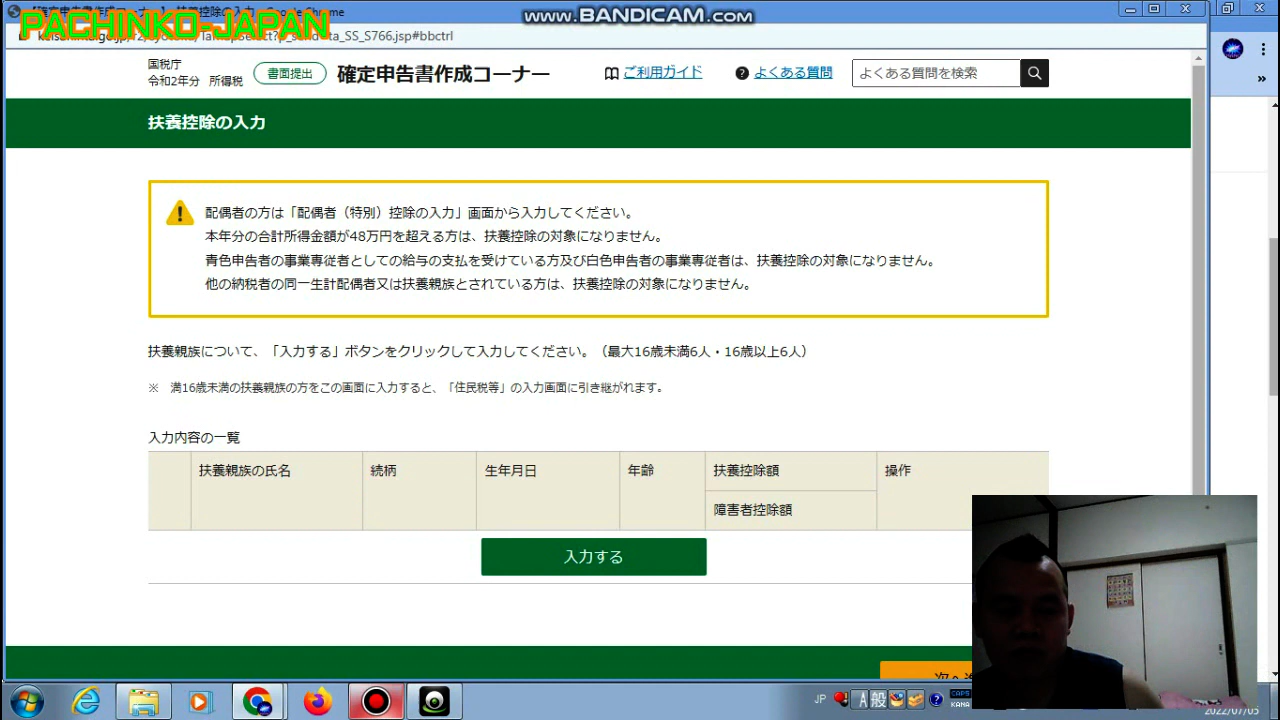 PACHINKO-JAPAN
www.BANDICAM.com
国税庁
令和2年分 所得税
書面提出
確定申告書作成コーナー
ご利用ガイド
よくある質問
よくある質問を検索
扶養控除の入力
配偶者の方は「配偶者（特別）控除の入力」画面から入力してください。
本年分の合計所得金額が48万円を超える方は、扶養控除の対象になりません。
青色申告者の事業専従者としての給与の支払を受けている方及び白色申告者の事業専従者は、扶養控除の対象になりません。
他の納税者の同一生計配偶者又は扶養親族とされている方は、扶養控除の対象になりません。
扶養親族について、「入力する」ボタンをクリックして入力してください。（最大16歳未満6人・16歳以上6人）
※ 満16歳未満の扶養親族の方をこの画面に入力すると、「住民税等」の入力画面に引き継がれます。
入力内容の一覧
扶養親族の氏名 続柄 生年月日 年齢 扶養控除額 操作
障害者控除額
入力する
JP
A般
CAPS
KANA
2022/07/05